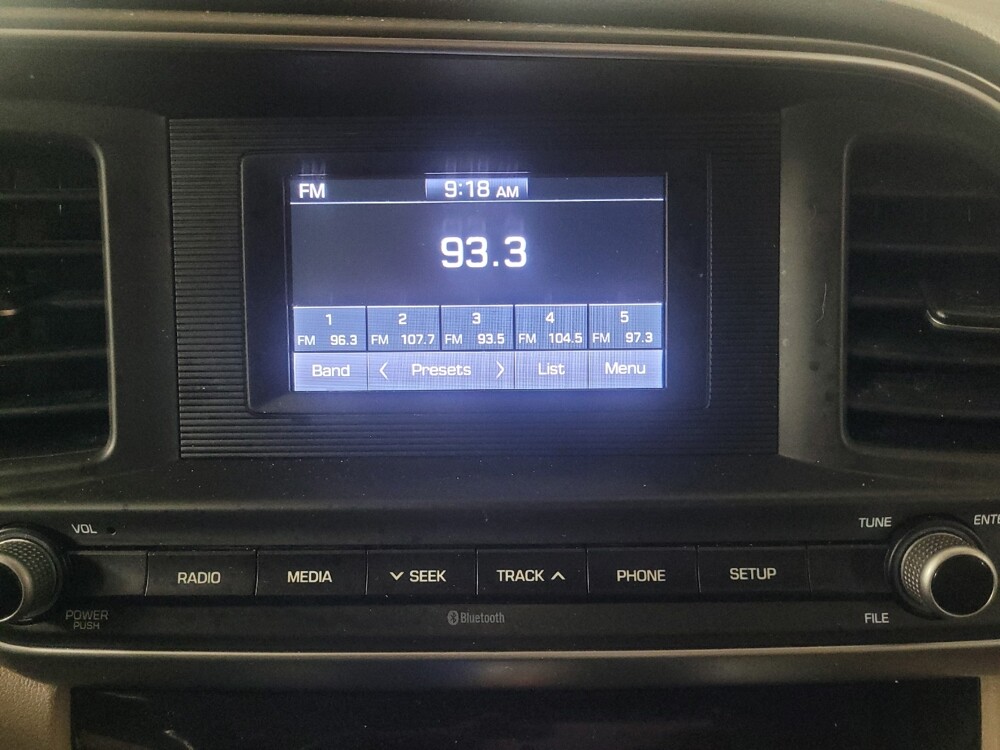 FM 9:18 AM
93.3
1 2 3 4 5
FM 96.3 FM 107.7 FM 93.5 FM 104.5 FM 97.3
Band < Presets > List Menu
VOL TUNE
RADIO MEDIA SEEK TRACK PHONE SETUP
POWER
PUSH
Bluetooth
FILE